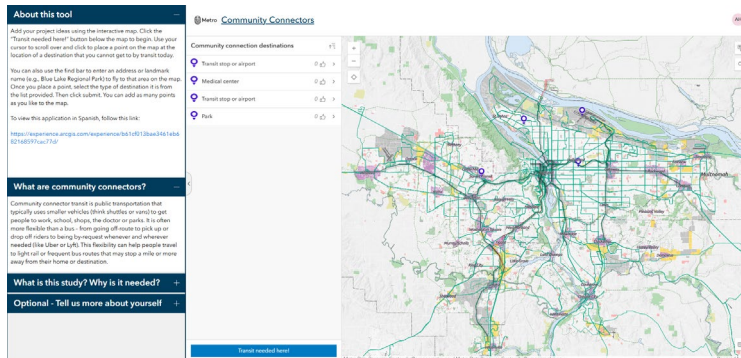 About this tool
Add your project ideas using the interactive map. Click the
"Transit needed here!" button below the map to begin. Use your
cursor to scroll over and click to place a point on the map at the
location of a destination that you cannot get to by transit today.
You can also use the find bar to enter an address or landmark
name (e.g., Blue Lake Regional Park) to fly to that area on the map.
Once you place a point, select the type of destination it is from
the list provided. Then click submit. You can add as many points
as you like to the map.
To view this application in Spanish, follow this link:
https://experience.arcgis.com/experience/b61cf013bae3461eb6
82168597cac77d/
What are community connectors?
Community connector transit is public transportation that
typically uses smaller vehicles (think shuttles or vans) to get
people to work, school, shops, the doctor or parks. It is often
more flexible than a bus - from going off-route to pick up or
drop off riders to being by-request whenever and wherever
needed (like Uber or Lyft). This flexibility can help people travel
to light rail or frequent bus routes that may stop a mile or more
away from their home or destination.
What is this study? Why is it needed?
Optional - Tell us more about yourself
Metro Community Connectors
Community connection destinations
Transit stop or airport 0
Medical center 0
Transit stop or airport 0
Park 0
Transit needed here!
Multnomah